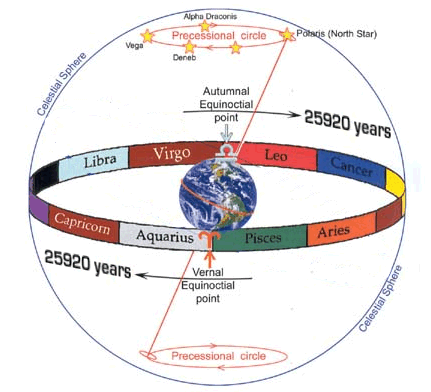 Alpha Draconis
Precessional circle
Polaris (North Star)
Vega
Deneb
Celestial Sphere
Autumnal
Equinoctial
point
25920 years
Libra
Virgo
Leo
Cancer
Capricorn
Aquarius
Pisces
Aries
25920 years
Vernal
Equinoctial
point
Celestial Sphere
Precessional circle